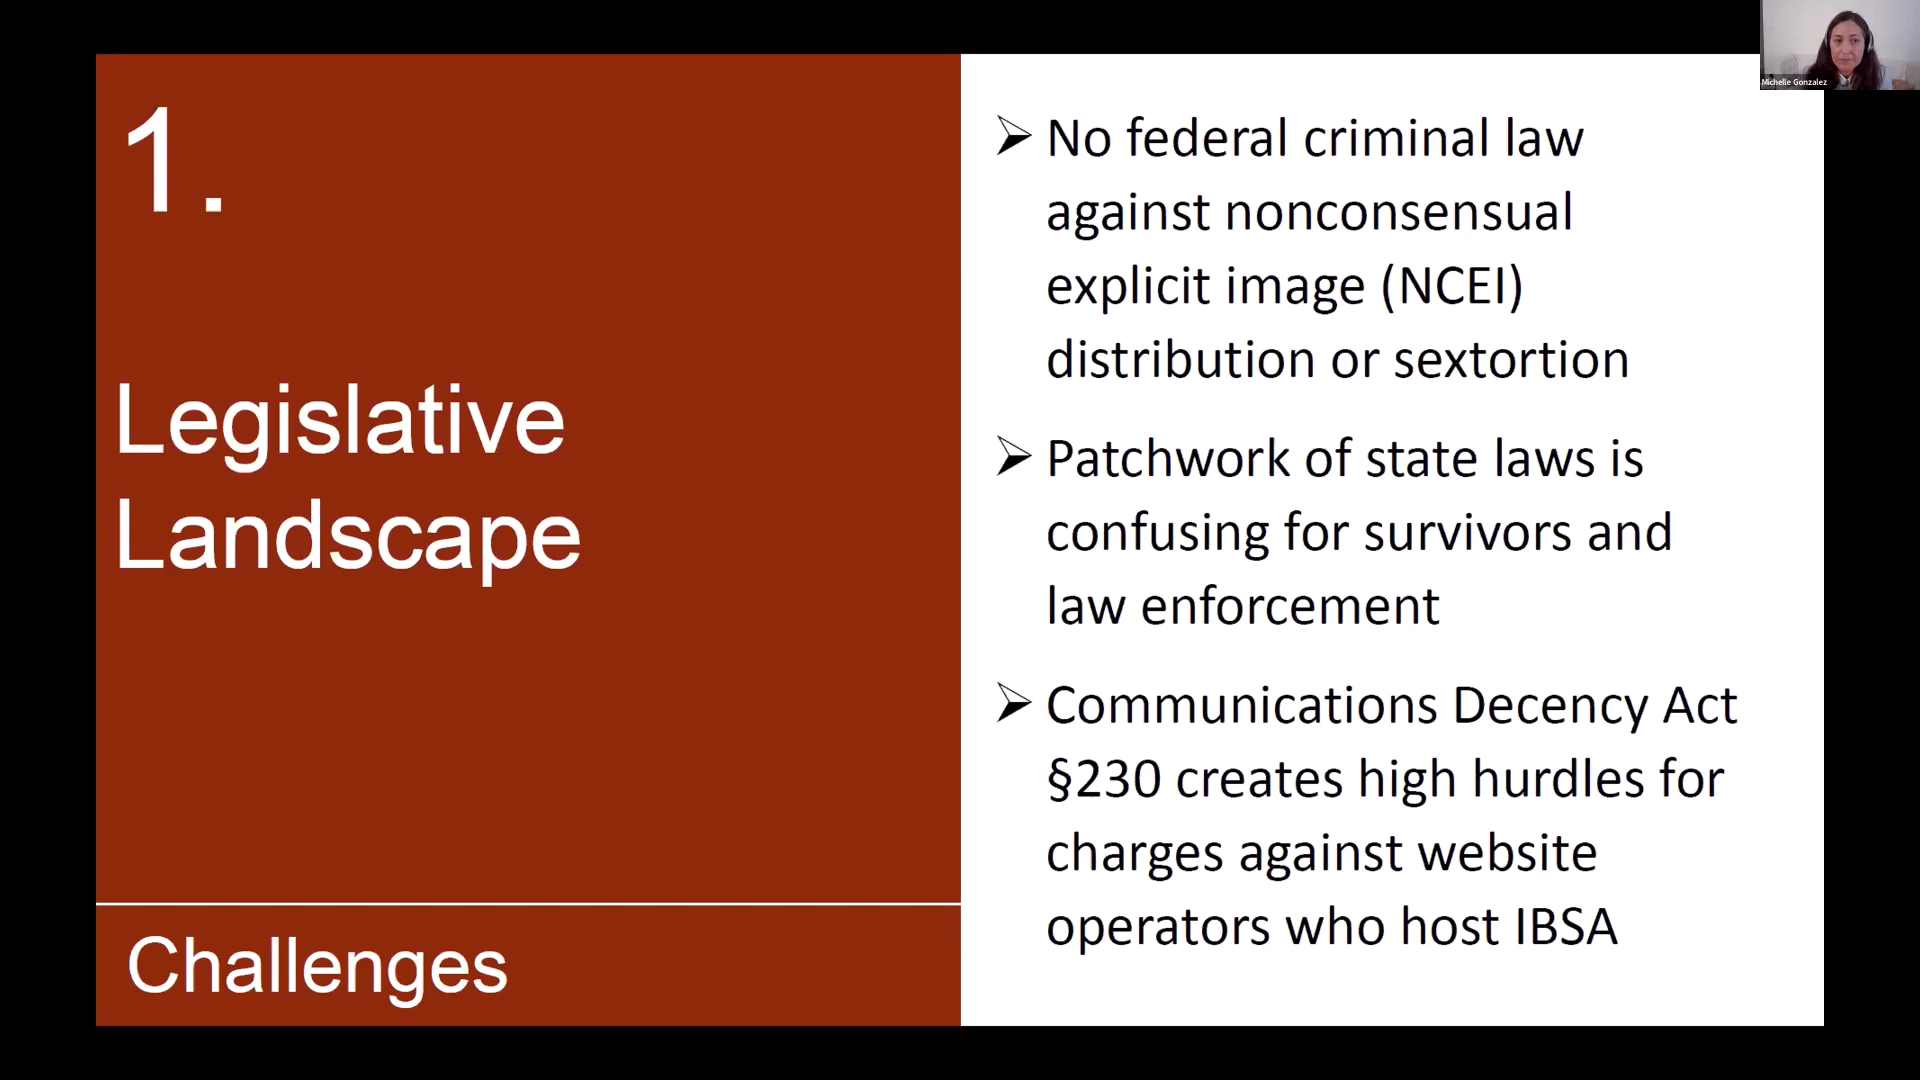 1.
Legislative
Landscape
Challenges
➢ No federal criminal law
against nonconsensual
explicit image (NCEI)
distribution or sextortion
➢ Patchwork of state laws is
confusing for survivors and
law enforcement
➢ Communications Decency Act
§230 creates high hurdles for
charges against website
operators who host IBSA
Michelle Gonzalez